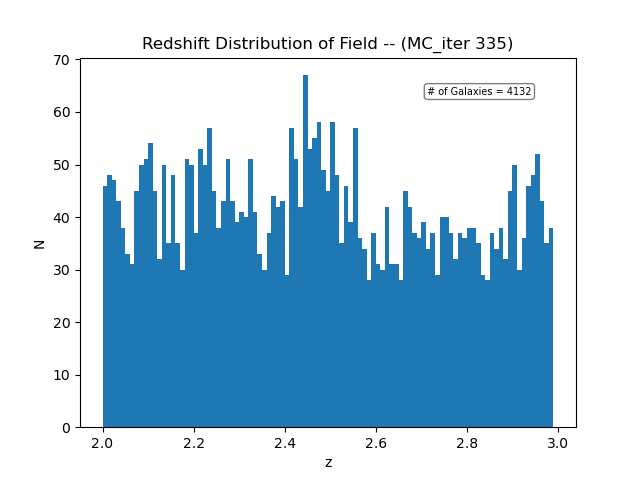 Redshift Distribution of Field -- (MC_iter 335)
# of Galaxies = 4132
70
60
50
40
30
20
10
0
N
2.0 2.2 2.4 2.6 2.8 3.0
z